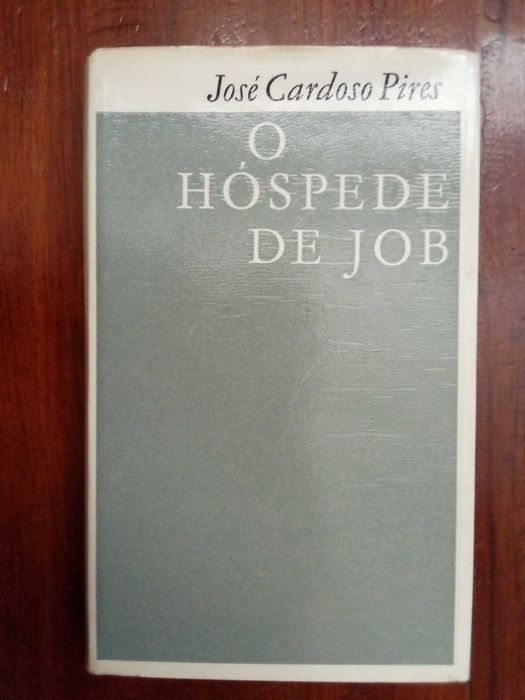 José Cardoso Pires
O
HÓSPEDE
DE JOB